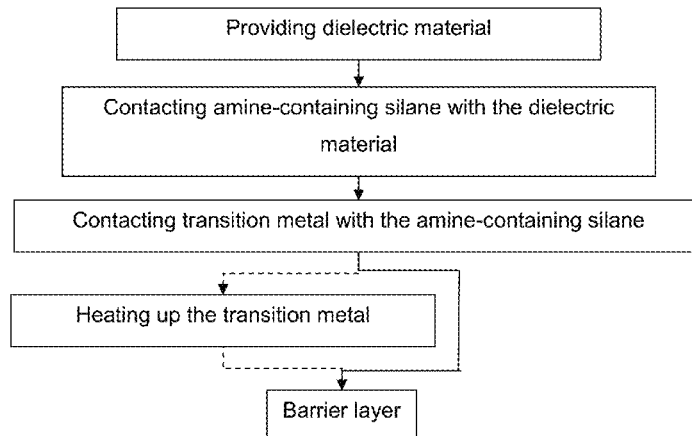 Providing dielectric material
Contacting amine-containing silane with the dielectric
material
Contacting transition metal with the amine-containing silane
Heating up the transition metal
Barrier layer